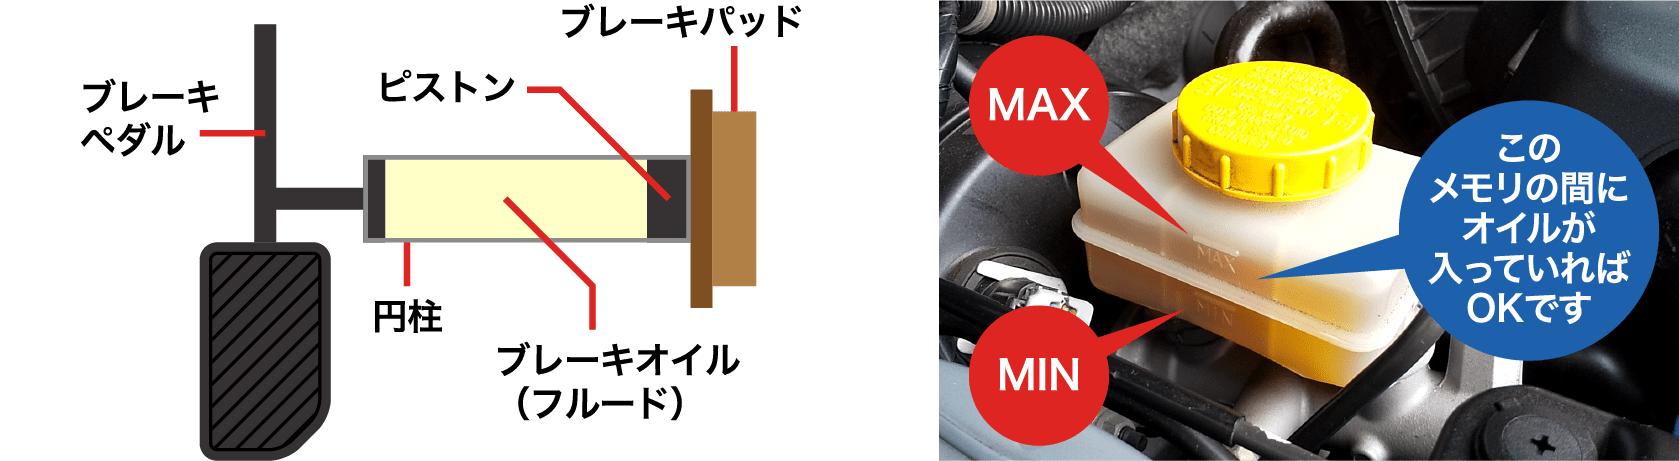 ブレーキパッド
ピストン
ブレーキ
ペダル
円柱
ブレーキオイル
（フルード）
MAX
この
メモリの間に
オイルが
入っていれば
OKです
MAX
MIN
MIN